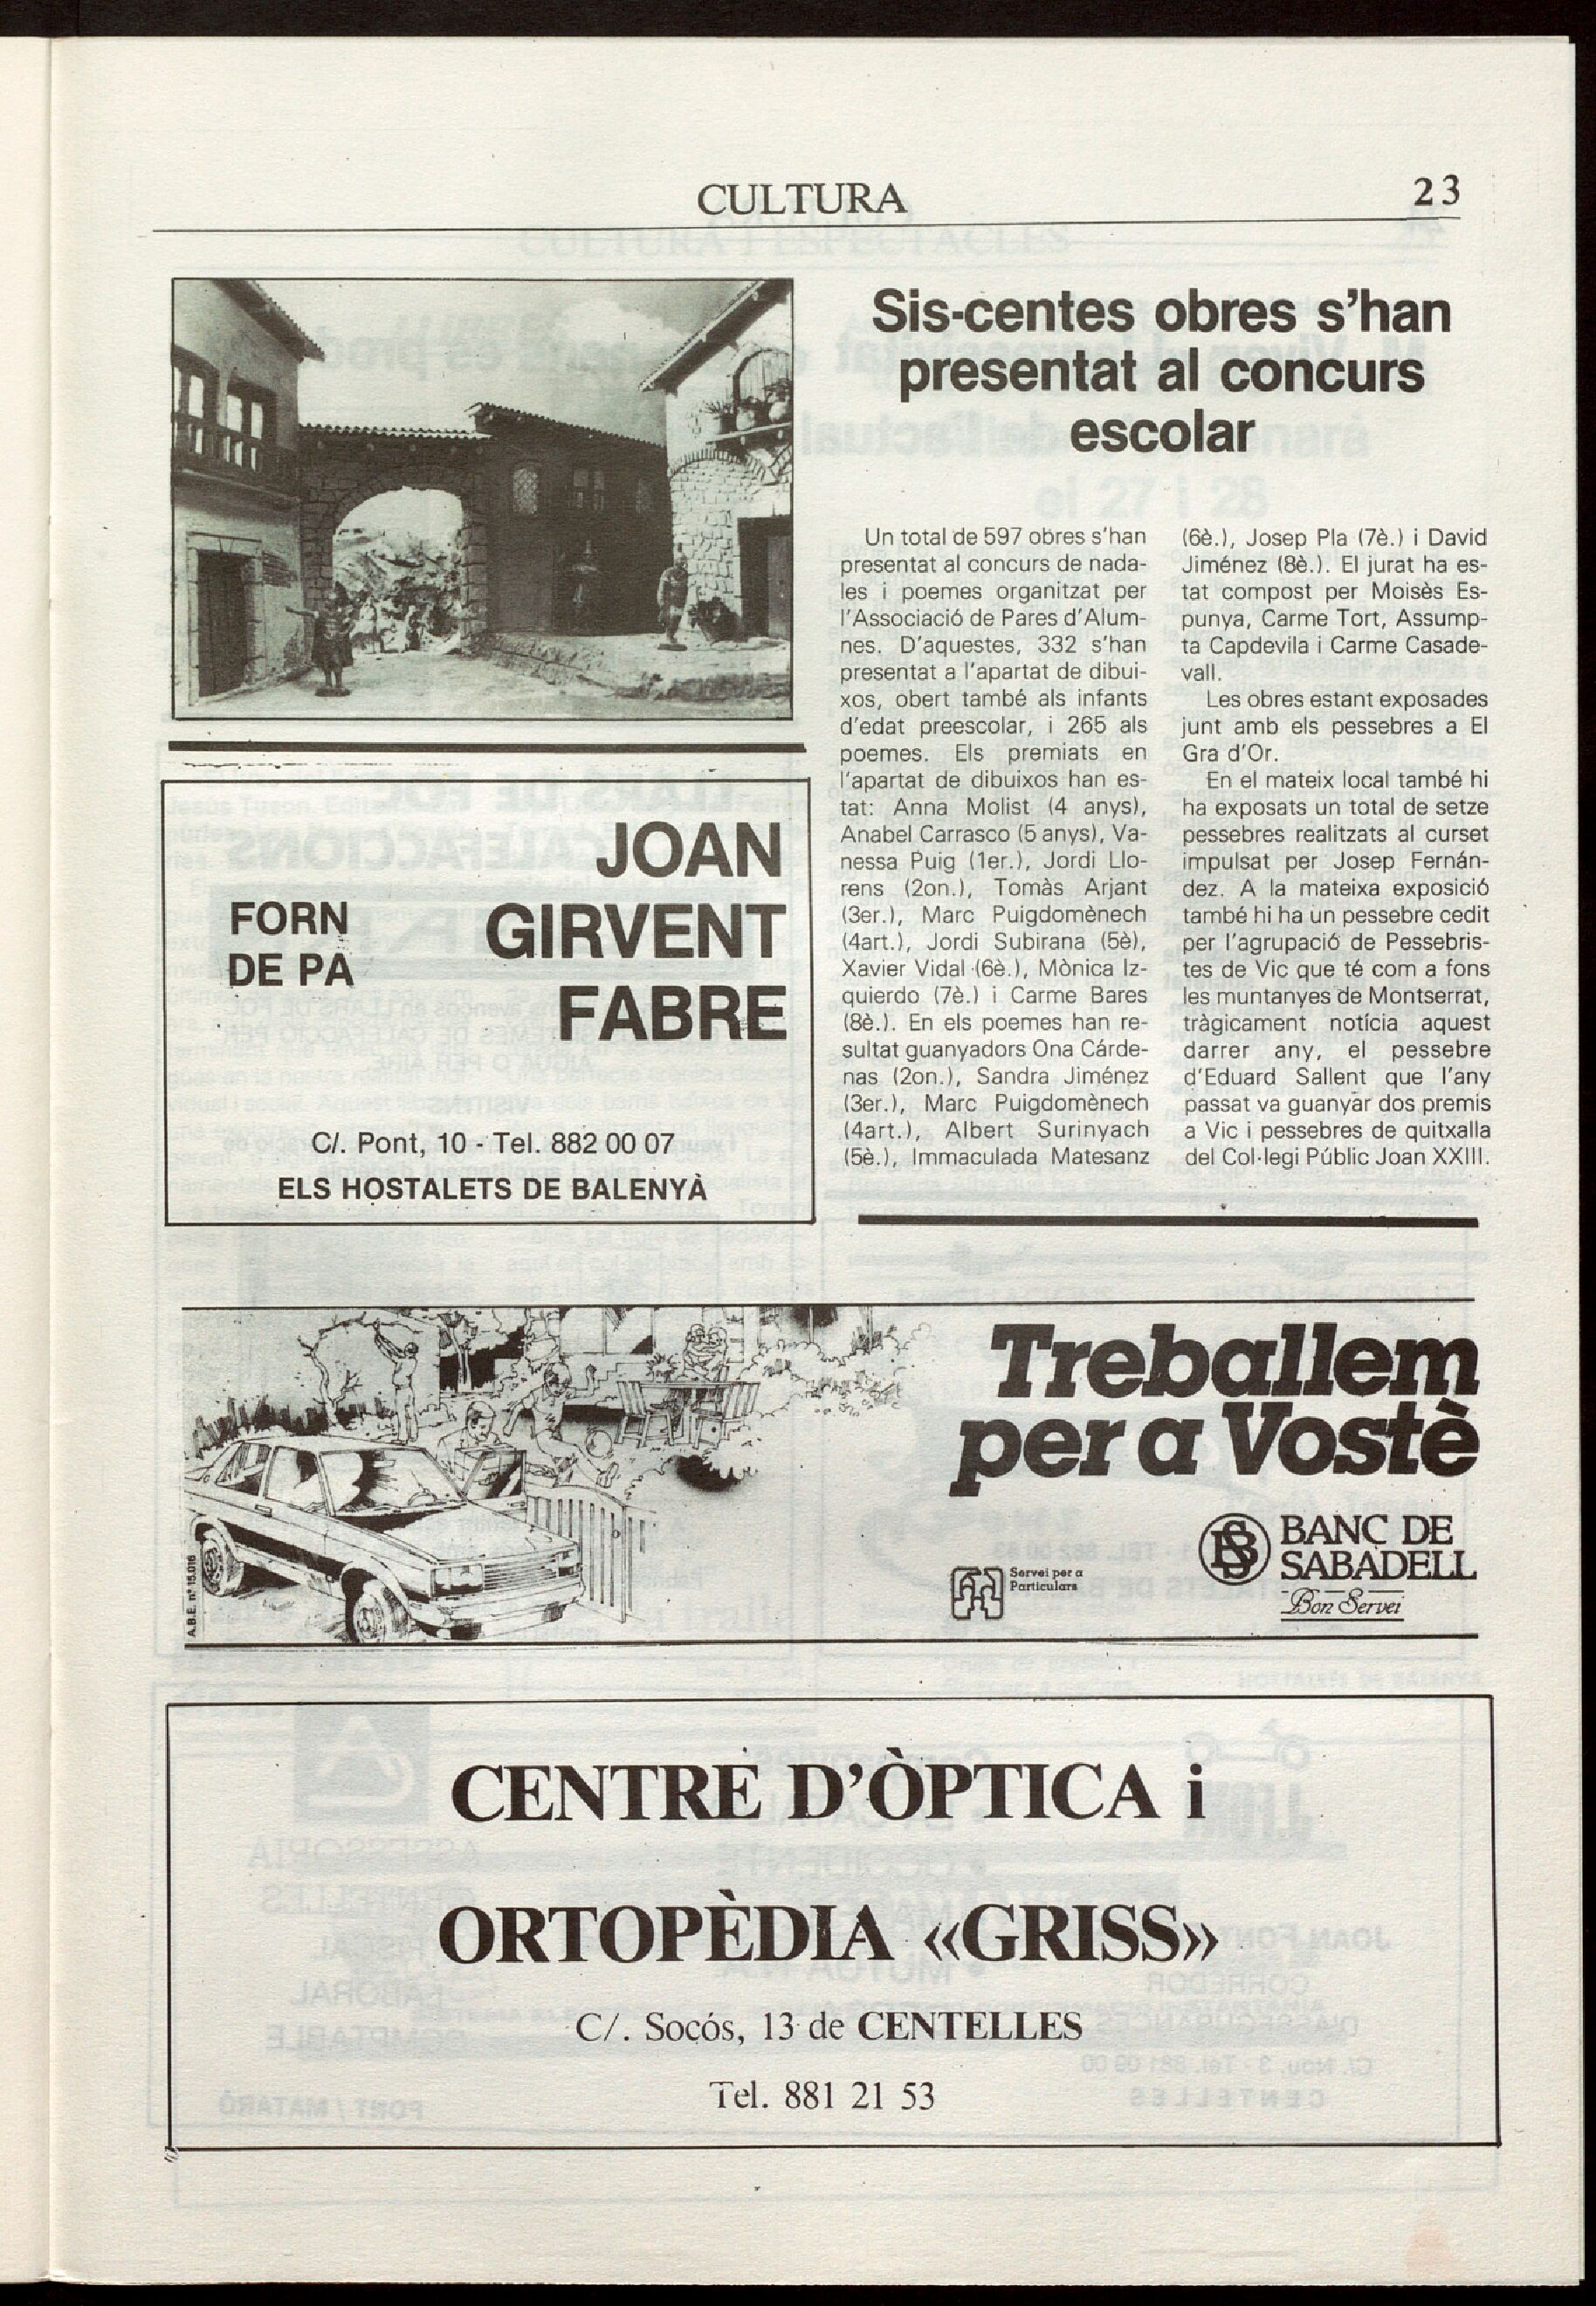 CULTURA
23
Sis-centes obres s'han
presentat al concurs
escolar
Un total de 597 obres s'han
presentat al concurs de nada-
les i poemes organitzat per
l'Associació de Pares d'Alum-
nes. D'aquestes, 332 s'han
presentat a l'apartat de dibui-
xos, obert també als infants
d'edat preescolar, i 265 als
poemes. Els premiats en
l'apartat de dibuixos han es-
tat: Anna Molist (4 anys),
Anabel Carrasco (5 anys), Va-
nessa Puig (1er.), Jordi Llo-
rens (2on.), Tomàs Arjant
(3er.), Marc Puigdomènech
(4art.), Jordi Subirana (5è),
Xavier Vidal (6è.), Mònica Iz-
quierdo (7è.) i Carme Bares
(8è.). En els poemes han re-
sultat guanyadors Ona Cárde-
nas (2on.), Sandra Jiménez
(3er.), Marc Puigdomènech
(4art.), Albert Surinyach
(5è.), Immaculada Matesanz
(6è.), Josep Pla (7è.) i David
Jiménez (8è.). El jurat ha es-
tat compost per Moisès Es-
punya, Carme Tort, Assump-
ta Capdevila i Carme Casade-
vall.
Les obres estant exposades
junt amb els pessebres a El
Gra d'Or.
En el mateix local també hi
ha exposats un total de setze
pessebres realitzats al curset
impulsat per Josep Fernán-
dez. A la mateixa exposició
també hi ha un pessebre cedit
per l'agrupació de Pessebris-
tes de Vic que té com a fons
les muntanyes de Montserrat,
tràgicament notícia aquest
darrer any, el pessebre
d'Eduard Sallent que l'any
passat va guanyar dos premis
a Vic i pessebres de quitxalla
del Col·legi Públic Joan XXIII.
FORN
DE PA
JOAN
GIRVENT
FABRE
C/. Pont, 10 - Tel. 882 00 07
ELS HOSTALETS DE BALENYÀ
Treballem
per a Vostè
A.B.E. nº 15.016
Servei per a
Particulars
BS
BANC DE
SABADELL
Bon Servei
CENTRE D'ÒPTICA i
ORTOPÈDIA «GRISS»
C/. Socós, 13 de CENTELLES
Tel. 881 21 53